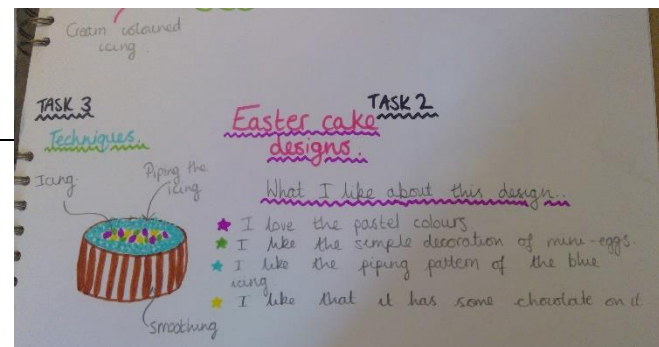 Cream coloured
icing
TASK 3
Techniques.
Icing.
Piping the
icing
smoothing
TASK 2
Easter cake
designs.
What I like about this design..
I love the pastel colours.
I like the simple decoration of mini-eggs.
I like the piping pattern of the blue
icing
I like that it has some chocolate on it